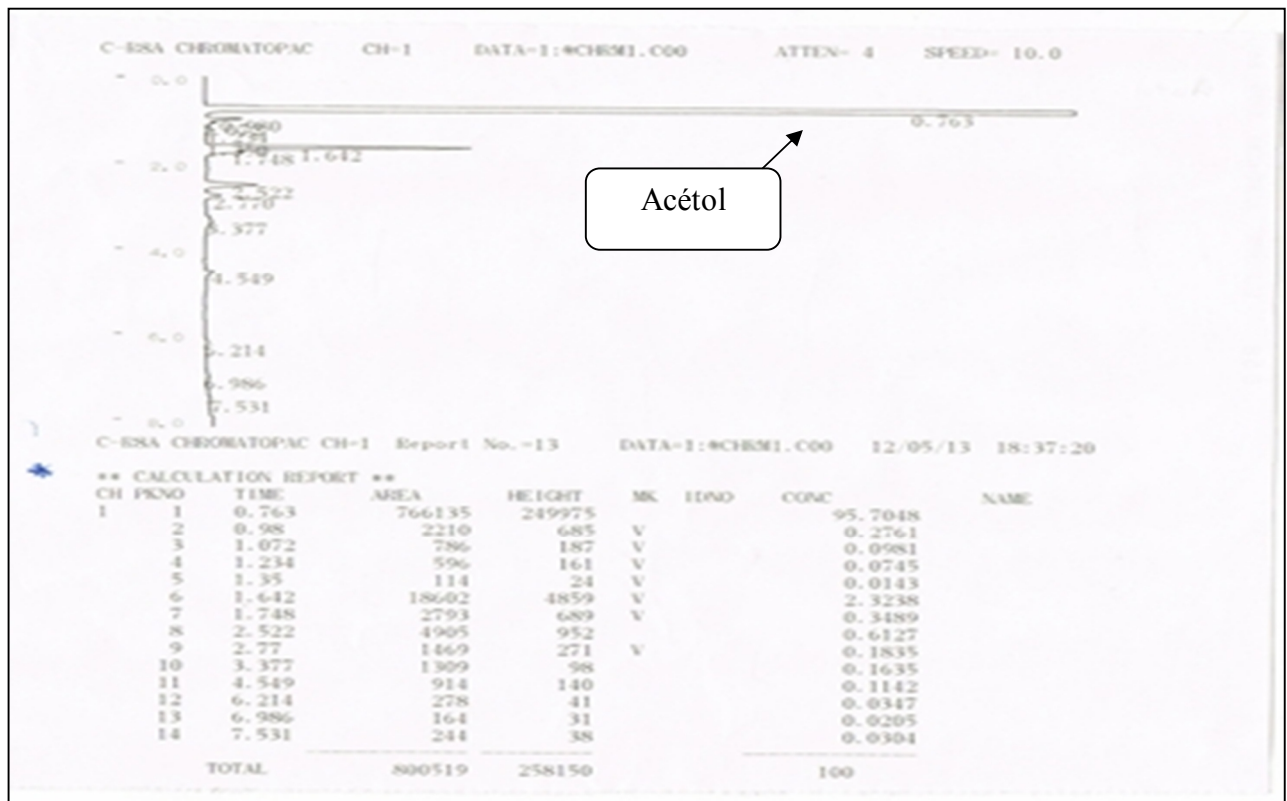 C-R8A CHROMATOPAC CH-1 DATA=1:@CHRM1.C00 ATTEN= 4 SPEED= 10.0
0.0
0.763
1.748 1.642
2.0
2.522
2.770
3.377
4.0
4.549
6.0
6.214
6.986
7.531
8.0
Acétol
C-R8A CHROMATOPAC CH-1 Report No.=13 DATA=1:@CHRM1.C00 12/05/13 18:37:20
** CALCULATION REPORT **
CH PKNO TIME AREA HEIGHT MK IDNO CONC NAME
1 1 0.763 766135 249975 95.7048
2 0.98 2210 685 V 0.2761
3 1.072 786 187 V 0.0981
4 1.234 596 161 V 0.0745
5 1.35 114 24 V 0.0143
6 1.642 18602 4859 V 2.3238
7 1.748 2793 689 V 0.3489
8 2.522 4905 952 0.6127
9 2.77 1469 271 V 0.1835
10 3.377 1309 98 0.1635
11 4.549 914 140 0.1142
12 6.214 278 41 0.0347
13 6.986 164 31 0.0205
14 7.531 244 38 0.0304
TOTAL 800519 258150 100